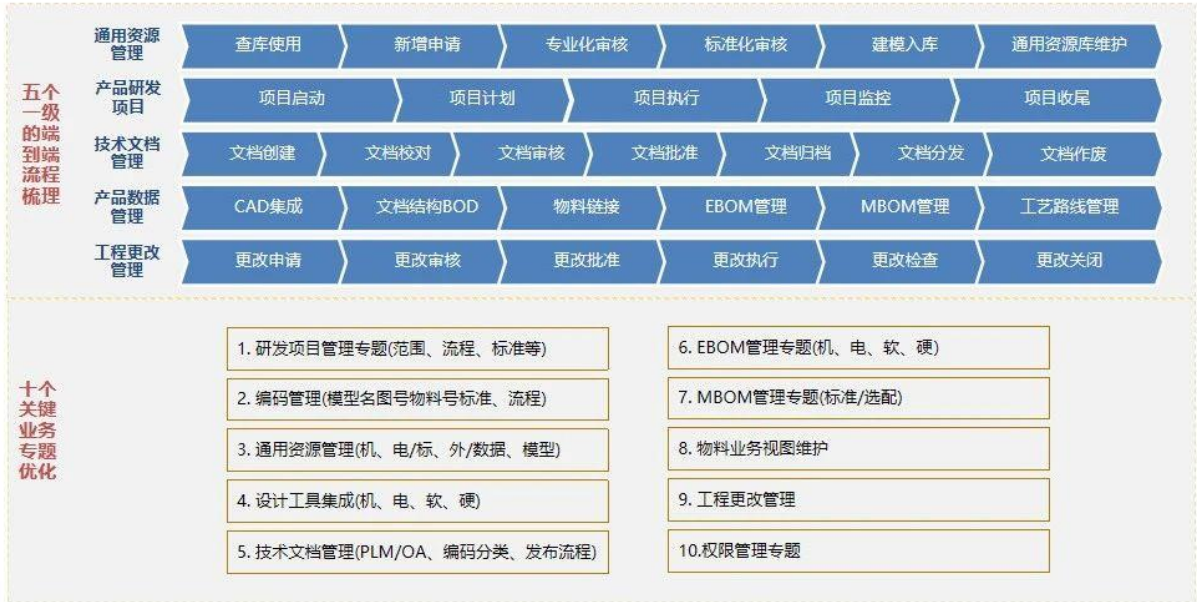 五个
一级
的端
到端
流程
梳理
通用资源
管理
查库使用
新增申请
专业化审核
标准化审核
建模入库
通用资源库维护
产品研发
项目
项目启动
项目计划
项目执行
项目监控
项目收尾
技术文档
管理
文档创建
文档校对
文档审核
文档批准
文档归档
文档分发
文档作废
产品数据
管理
CAD集成
文档结构BOD
物料链接
EBOM管理
MBOM管理
工艺路线管理
工程更改
管理
更改申请
更改审核
更改批准
更改执行
更改检查
更改关闭
十个
关键
业务
专题
优化
1. 研发项目管理专题(范围、流程、标准等)
2. 编码管理(模型名图号物料号标准、流程)
3. 通用资源管理(机、电/标、外/数据、模型)
4. 设计工具集成(机、电、软、硬)
5. 技术文档管理(PLM/OA、编码分类、发布流程)
6. EBOM管理专题(机、电、软、硬)
7. MBOM管理专题(标准/选配)
8. 物料业务视图维护
9. 工程更改管理
10.权限管理专题